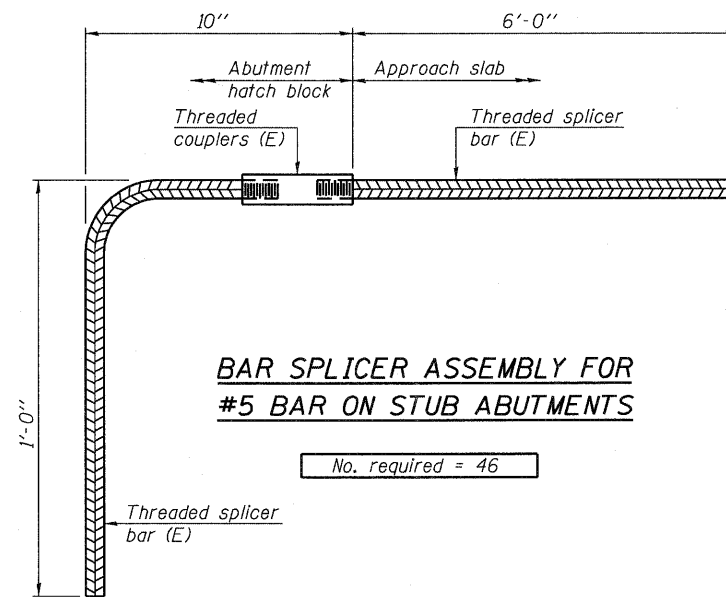 10"
6'-0"
Abutment
hatch block
Approach slab
Threaded
couplers (E)
Threaded splicer
bar (E)
1'-0"
BAR SPLICER ASSEMBLY FOR
#5 BAR ON STUB ABUTMENTS
No. required = 46
Threaded splicer
bar (E)